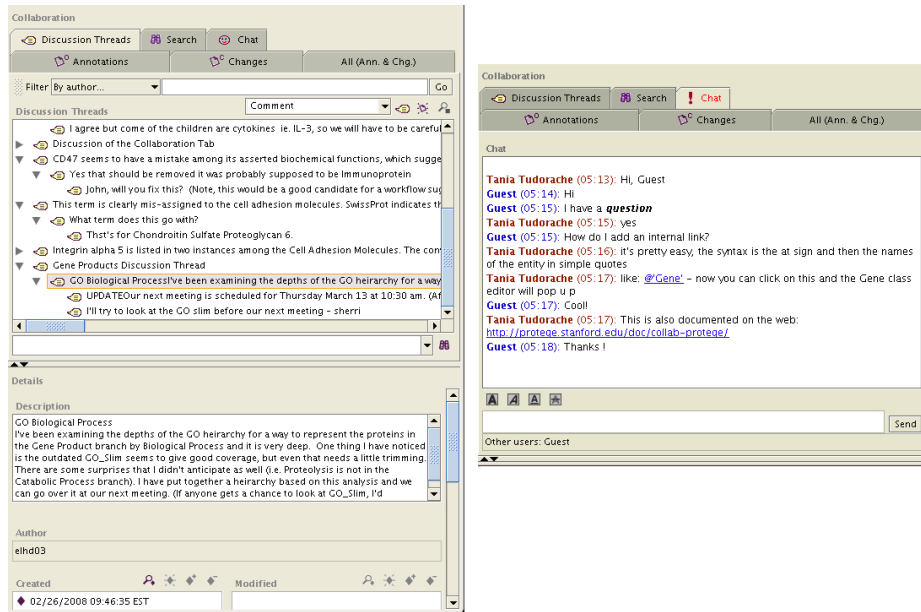 Collaboration
Discussion Threads
Search
Chat
Annotations
Changes
All (Ann. & Chg.)
Filter By author...
Go
Discussion Threads
Comment
I agree but come of the children are cytokines ie. IL-3, so we will have to be careful
Discussion of the Collaboration Tab
CD47 seems to have a mistake among its asserted biochemical functions, which sugge
Yes that should be removed it was probably supposed to be Immunoprotein
John, will you fix this? (Note, this would be a good candidate for a workflow sug
This term is clearly mis-assigned to the cell adhesion molecules. SwissProt indicates th
What term does this go with?
Thst's for Chondroitin Sulfate Proteoglycan 6.
Integrin alpha 5 is listed in two instances among the Cell Adhesion Molecules. The con
Gene Products Discussion Thread
GO Biological ProcessI've been examining the depths of the GO heirarchy for a way
UPDATEOur next meeting is scheduled for Thursday March 13 at 10:30 am. (Af
I'll try to look at the GO slim before our next meeting - sherri
Details
Description
GO Biological Process
I've been examining the depths of the GO heirarchy for a way to represent the proteins in
the Gene Product branch by Biological Process and it is very deep. One thing I have noticed
is the outdated GO_Slim seems to give good coverage, but even that needs a little trimming.
There are some surprises that I didn't anticipate as well (i.e. Proteolysis is not in the
Catabolic Process branch). I have put together a heirarchy based on this analysis and we
can go over it at our next meeting. (If anyone gets a chance to look at GO_Slim, I'd
Author
elhd03
Created
Modified
02/26/2008 09:46:35 EST
Collaboration
Discussion Threads
Search
Chat
Annotations
Changes
All (Ann. & Chg.)
Chat
Tania Tudorache (05:13): Hi, Guest
Guest (05:14): Hi
Guest (05:15): I have a question
Tania Tudorache (05:15): yes
Guest (05:15): How do I add an internal link?
Tania Tudorache (05:16): it's pretty easy, the syntax is the at sign and then the names
of the entity in simple quotes
Tania Tudorache (05:17): like: @'Gene' - now you can click on this and the Gene class
editor will pop u p
Guest (05:17): Cool!
Tania Tudorache (05:17): This is also documented on the web:
http://protege.stanford.edu/doc/collab-protege/
Guest (05:18): Thanks !
A A A A
Send
Other users: Guest